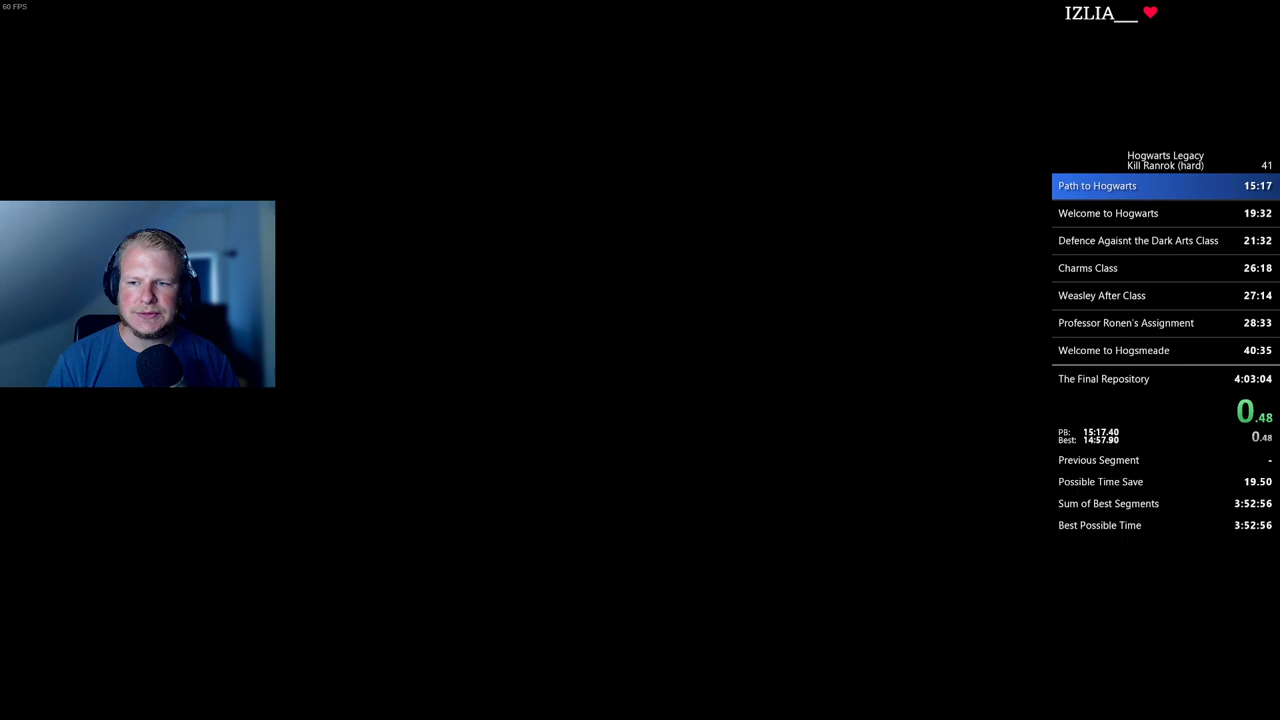 60 FPS
IZLIA__ ❤
Hogwarts Legacy
Kill Ranrok (hard) 41
Path to Hogwarts 15:17
Welcome to Hogwarts 19:32
Defence Agaisnt the Dark Arts Class 21:32
Charms Class 26:18
Weasley After Class 27:14
Professor Ronen's Assignment 28:33
Welcome to Hogsmeade 40:35
The Final Repository 4:03:04
0.48
PB: 15:17.40
Best: 14:57.90 0.48
Previous Segment -
Possible Time Save 19.50
Sum of Best Segments 3:52:56
Best Possible Time 3:52:56